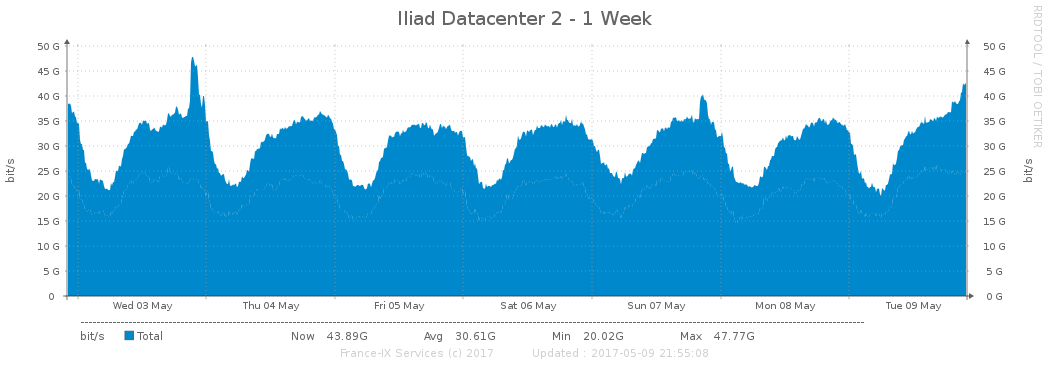 Iliad Datacenter 2 - 1 Week
RRDTOOL / TOBI OETIKER
50 G 50 G
45 G 45 G
40 G 40 G
35 G 35 G
30 G 30 G
25 G 25 G
20 G 20 G
15 G 15 G
10 G 10 G
5 G 5 G
0 0 G
bit/s bit/s
Wed 03 May Thu 04 May Fri 05 May Sat 06 May Sun 07 May Mon 08 May Tue 09 May
bit/s Total Now 43.89G Avg 30.61G Min 20.02G Max 47.77G
France-IX Services (c) 2017 Updated : 2017-05-09 21:55:08